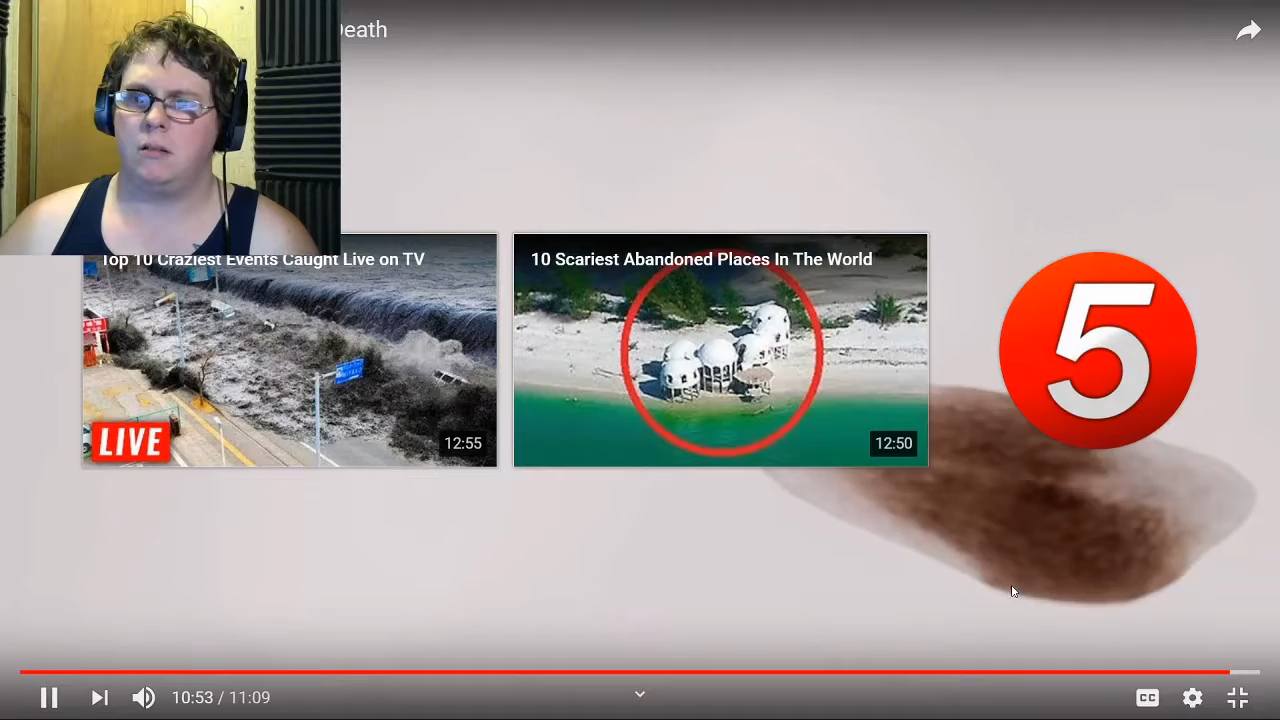 Death
Top 10 Craziest Events Caught Live on TV
10 Scariest Abandoned Places In The World
5
LIVE
12:55
12:50
10:53 / 11:09
CC